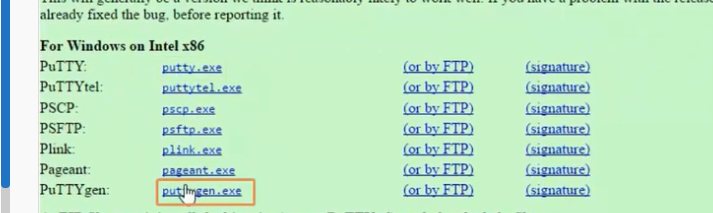 already fixed the bug, before reporting it.
For Windows on Intel x86
PuTTY: putty.exe (or by FTP) (signature)
PuTTYtel: puttytel.exe (or by FTP) (signature)
PSCP: pscp.exe (or by FTP) (signature)
PSFTP: psftp.exe (or by FTP) (signature)
Plink: plink.exe (or by FTP) (signature)
Pageant: pageant.exe (or by FTP) (signature)
PuTTYgen: (or by FTP) (signature)